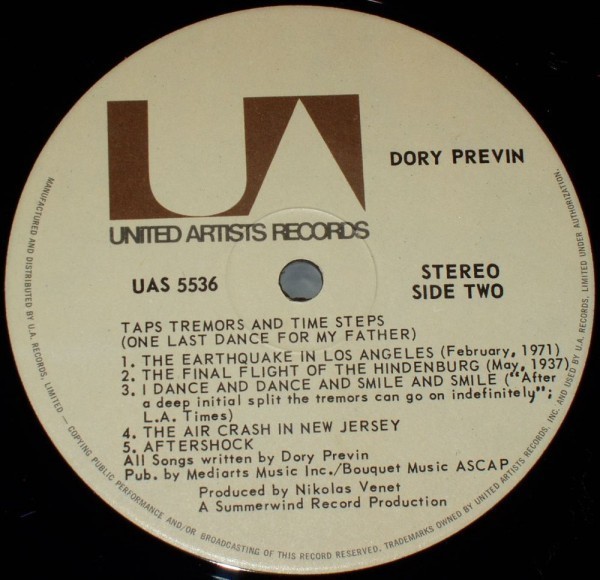 UA
DORY PREVIN
UNITED ARTISTS RECORDS
UAS 5536
STEREO
SIDE TWO
TAPS TREMORS AND TIME STEPS
(ONE LAST DANCE FOR MY FATHER)
1. THE EARTHQUAKE IN LOS ANGELES (February, 1971)
2. THE FINAL FLIGHT OF THE HINDENBURG (May, 1937)
3. I DANCE AND DANCE AND SMILE AND SMILE ("After
a deep initial split the tremors can go on indefinitely";
L.A. Times)
4. THE AIR CRASH IN NEW JERSEY
5. AFTERSHOCK
All Songs written by Dory Previn
Pub. by Mediarts Music Inc./Bouquet Music ASCAP
Produced by Nikolas Venet
A Summerwind Record Production
MANUFACTURED AND DISTRIBUTED BY U.A. RECORDS, LIMITED — COPYING PUBLIC PERFORMANCE AND/OR BROADCASTING OF THIS RECORD RESERVED, TRADEMARKS OWNED BY UNITED ARTISTS RECORDS, INC. AND USED BY U.A. RECORDS, LIMITED UNDER AUTHORIZATION.